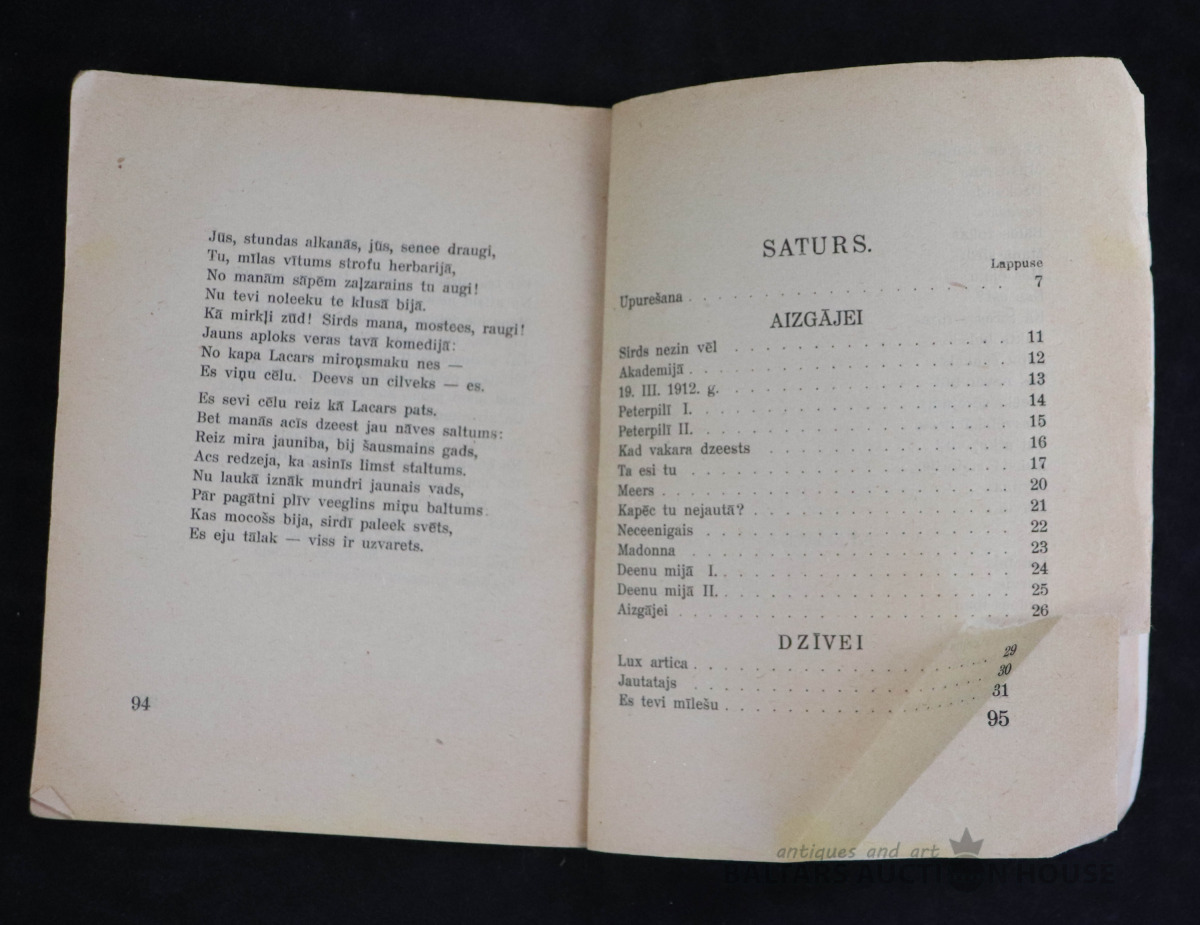 Jūs, stundas alkanās, jūs, senee draugi,
Tu, mīlas vītums strofu herbarijā,
No manām sāpēm zaļzarains tu augi!
Nu tevi noleeku te klusā bijā.
Kā mirkļi zūd! Sirds mana, mostees, raugi!
Jauns aploks veras tavā komedijā:
No kapa Lacars miroņsmaku nes —
Es viņu cēlu. Deevs un cilveks — es.
Es sevi cēlu reiz kā Lacars pats.
Bet manās acīs dzeest jau nāves saltums:
Reiz mira jauniba, bij šausmains gads,
Acs redzeja, ka asinīs limst staltums.
Nu laukā iznāk mundri jaunais vads,
Pār pagātni plīv veeglins miņu baltums.
Kas mocošs bija, sirdī paleek svēts,
Es eju tālak — viss ir uzvarets.
94
SATURS.
Lappuse
Upurešana . . . . . . . . . . . . . . . . 7
AIZGĀJEI
Sirds nezin vēl . . . . . . . . . . . . . . 11
Akademijā . . . . . . . . . . . . . . . . 12
19. III. 1912. g. . . . . . . . . . . . . . . 13
Peterpilī I. . . . . . . . . . . . . . . . 14
Peterpilī II. . . . . . . . . . . . . . . . 15
Kad vakara dzeests . . . . . . . . . . . . 16
Ta esi tu . . . . . . . . . . . . . . . . 17
Meers . . . . . . . . . . . . . . . . . . 20
Kapēc tu nejautā? . . . . . . . . . . . . . 21
Neceenigais . . . . . . . . . . . . . . . 22
Madonna . . . . . . . . . . . . . . . . 23
Deenu mijā I. . . . . . . . . . . . . . . 24
Deenu mijā II. . . . . . . . . . . . . . . 25
Aizgājei . . . . . . . . . . . . . . . . 26
DZĪVEI
Lux artica . . . . . . . . . . . . . . . 29
Jautatajs . . . . . . . . . . . . . . . 30
Es tevi mīlešu . . . . . . . . . . . . . 31
95
antiques and art
BALTARS AUCTION HOUSE